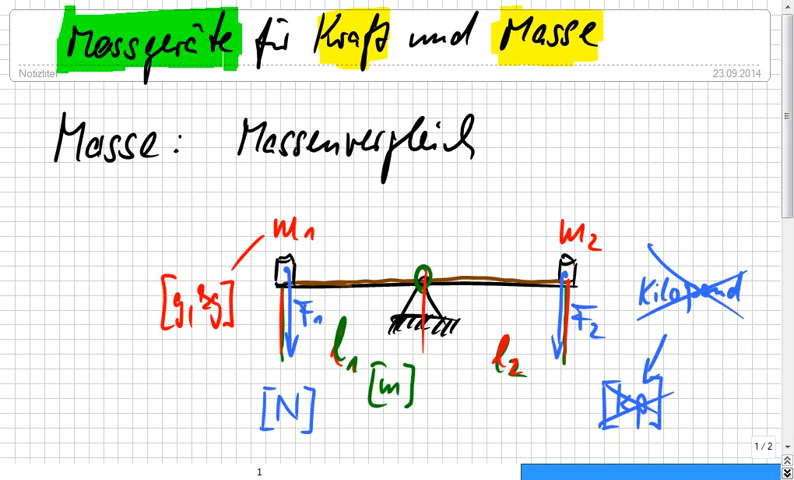 Messgeräte für Kraft und Masse
Notiztitel 23.09.2014
Masse: Massenvergleich
m1 m2
[g, kg] F1 F2 Kilopond
l1 [m] l2
[N] [kp]
1 / 2
1